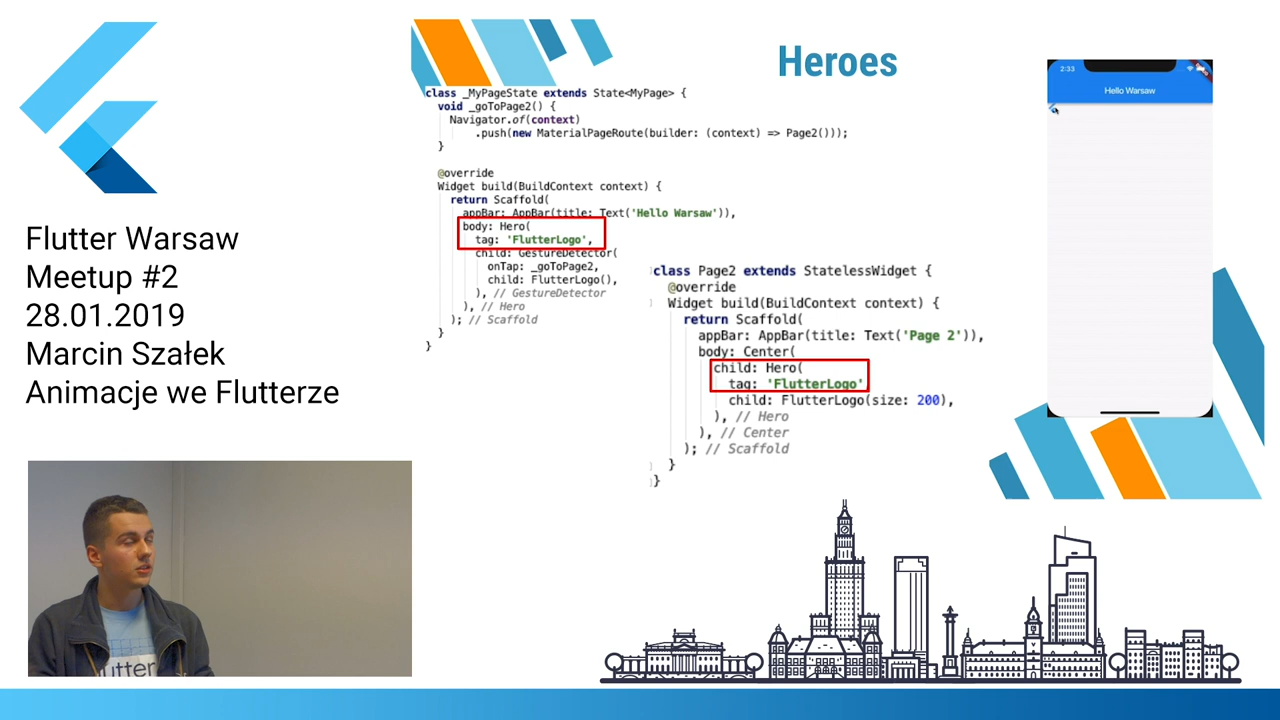 Heroes
class _MyPageState extends State<MyPage> {
void _goToPage2() {
Navigator.of(context)
.push(new MaterialPageRoute(builder: (context) => Page2()));
}
@override
Widget build(BuildContext context) {
return Scaffold(
appBar: AppBar(title: Text('Hello Warsaw')),
body: Hero(
tag: 'FlutterLogo',
child: GestureDetector(
onTap: _goToPage2,
child: FlutterLogo(),
), // GestureDetector
), // Hero
); // Scaffold
}
}
class Page2 extends StatelessWidget {
@override
Widget build(BuildContext context) {
return Scaffold(
appBar: AppBar(title: Text('Page 2')),
body: Center(
child: Hero(
tag: 'FlutterLogo'
child: FlutterLogo(size: 200),
), // Hero
), // Center
); // Scaffold
}
}
2:33
Hello Warsaw
Flutter Warsaw
Meetup #2
28.01.2019
Marcin Szałek
Animacje we Flutterze
utter